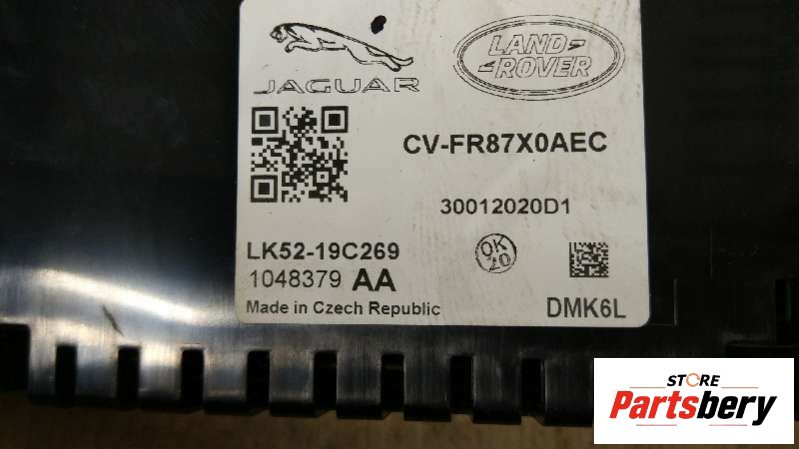 JAGUAR
LAND
ROVER
CV-FR87X0AEC
30012020D1
LK52-19C269
1048379 AA
OK
20
Made in Czech Republic
DMK6L
STORE
Partsbery